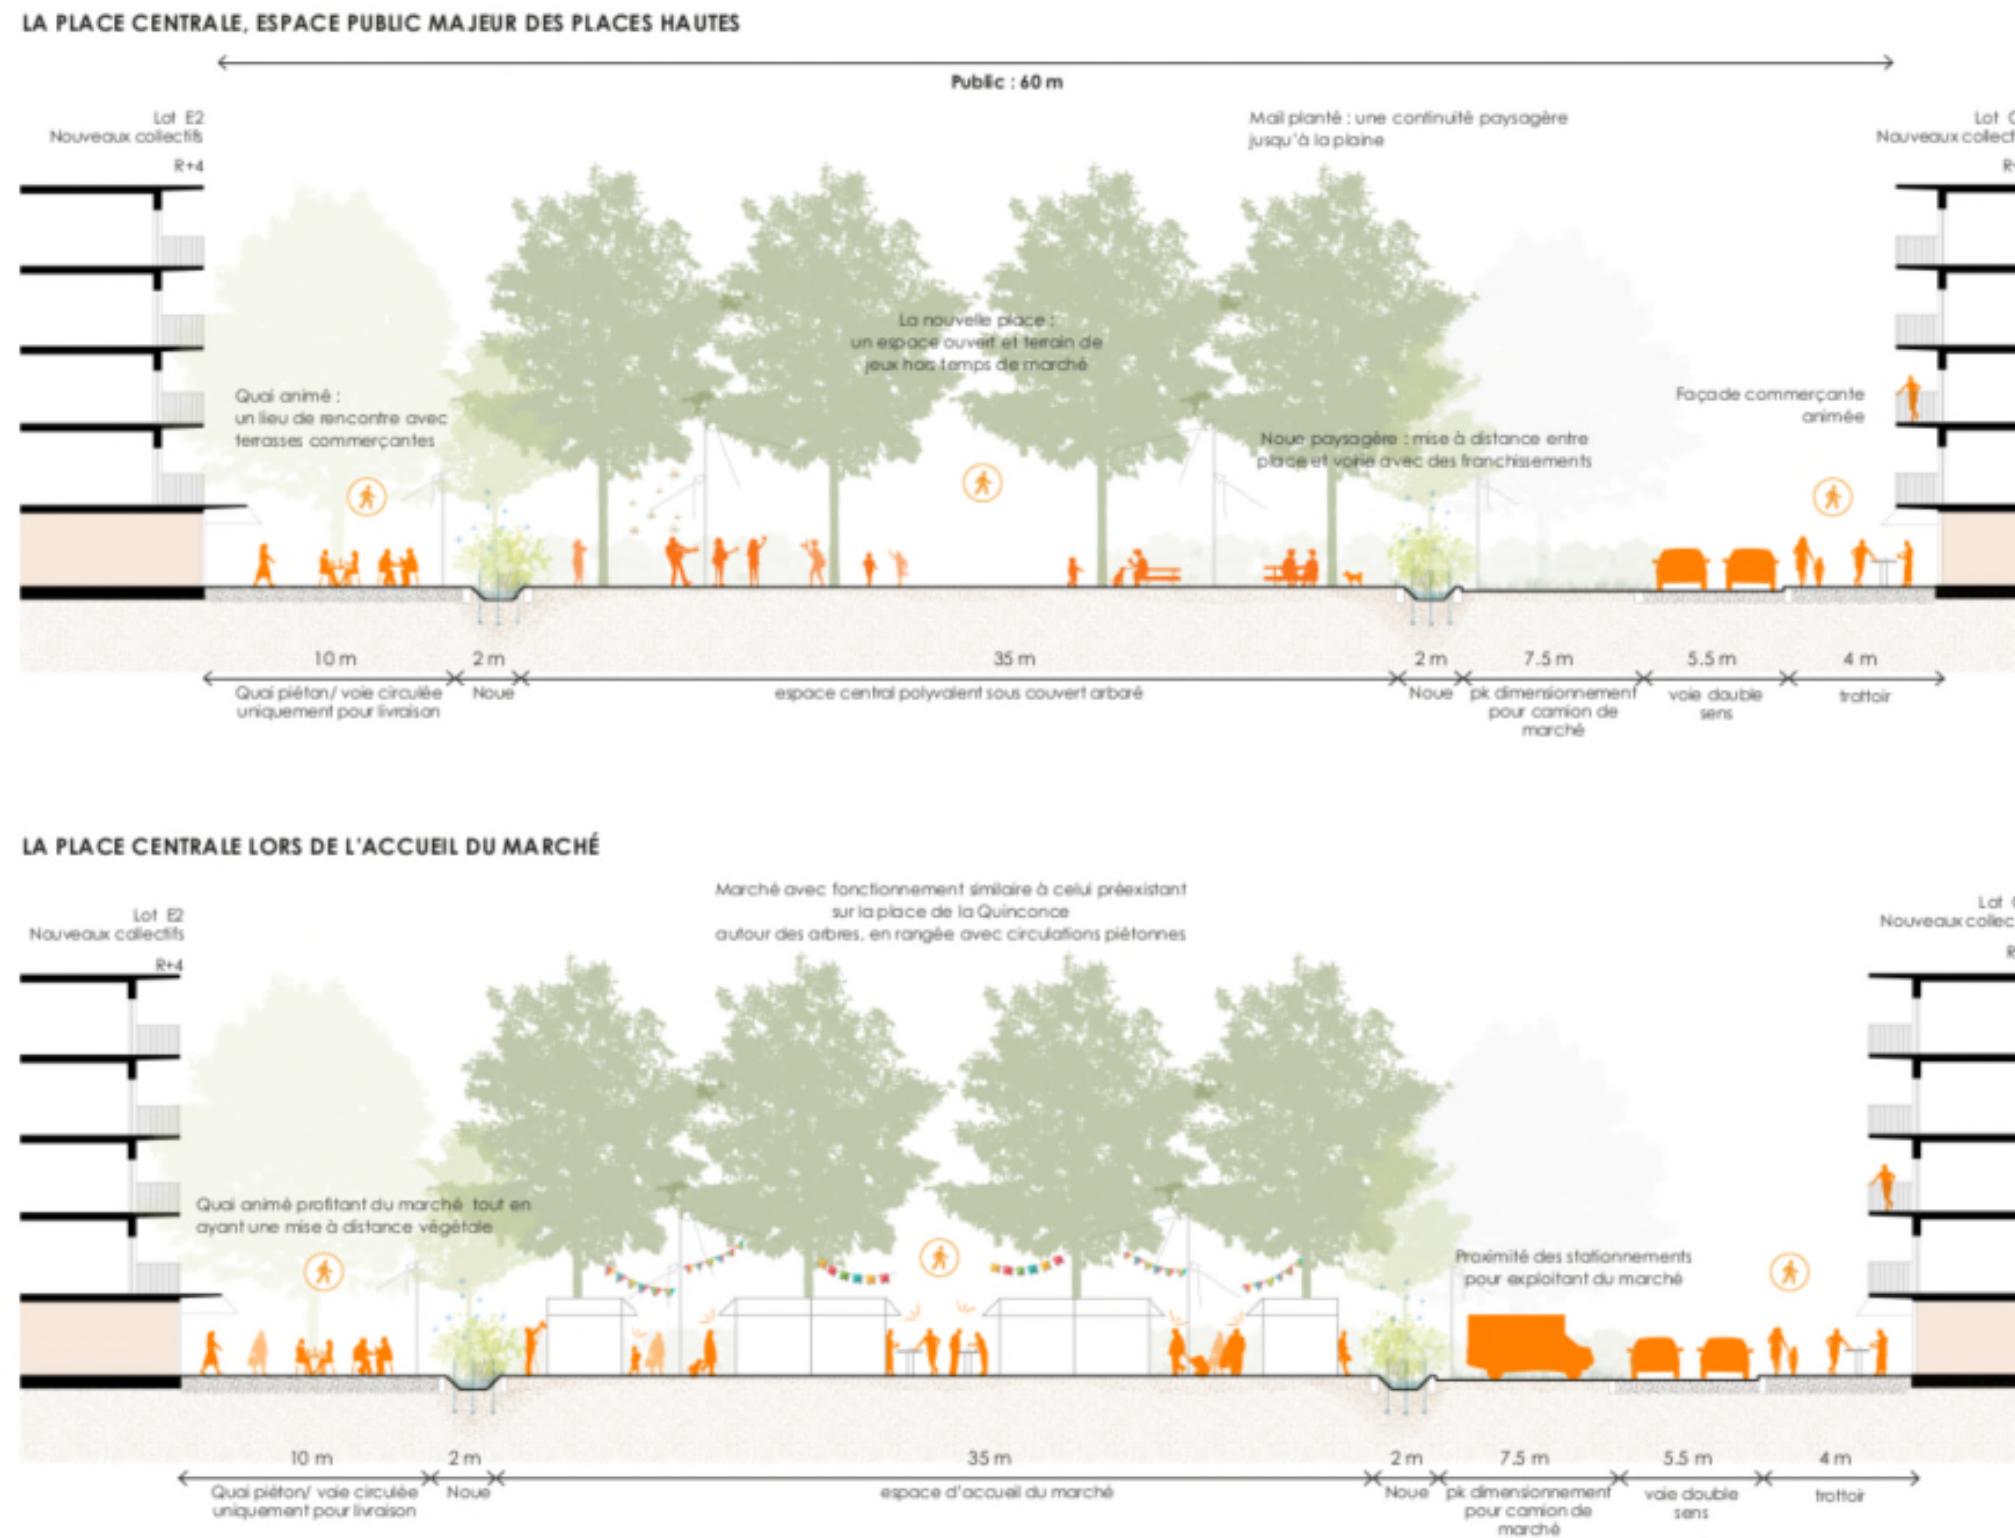 LA PLACE CENTRALE, ESPACE PUBLIC MAJEUR DES PLACES HAUTES
Public : 60 m
Lot E2
Nouveaux collectifs
R+4
Mail planté : une continuité paysagère
jusqu'à la plaine
Lot
Nouveaux
La nouvelle place :
un espace ouvert et terrain de
jeux hors temps de marché
Quai animé :
un lieu de rencontre avec
terrasses commerçantes
Façade commerçante
animée
Noue paysagère : mise à distance entre
place et voirie avec des franchissements
10 m
2 m
35 m
2 m
7.5 m
5.5 m
4 m
Quai piéton/ voie circulée
uniquement pour livraison
Noue
espace central polyvalent sous couvert arboré
Noue
pk dimensionnement
pour camion de
marché
voie double
sens
trottoir
LA PLACE CENTRALE LORS DE L'ACCUEIL DU MARCHÉ
Marché avec fonctionnement similaire à celui préexistant
sur la place de la Quinconce
autour des arbres, en rangée avec circulations piétonnes
Lot E2
Nouveaux collectifs
R+4
Lot
Nouveaux
Quai animé profitant du marché tout en
ayant une mise à distance végétale
Proximité des stationnements
pour exploitant du marché
10 m
2 m
35 m
2 m
7.5 m
5.5 m
4 m
Quai piéton/ voie circulée
uniquement pour livraison
Noue
espace d'accueil du marché
Noue
pk dimensionnement
pour camion de
marché
voie double
sens
trottoir